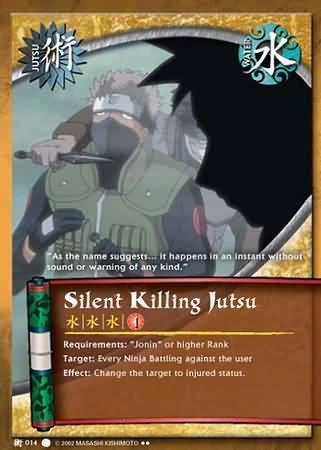 JUTSU
術
WATER
水
"As the name suggests... it happens in an instant without
sound or warning of any kind."
Silent Killing Jutsu
水|水|水|1
Requirements: "Jonin" or higher Rank
Target: Every Ninja Battling against the user
Effect: Change the target to injured status.
014
© 2002 MASASHI KISHIMOTO